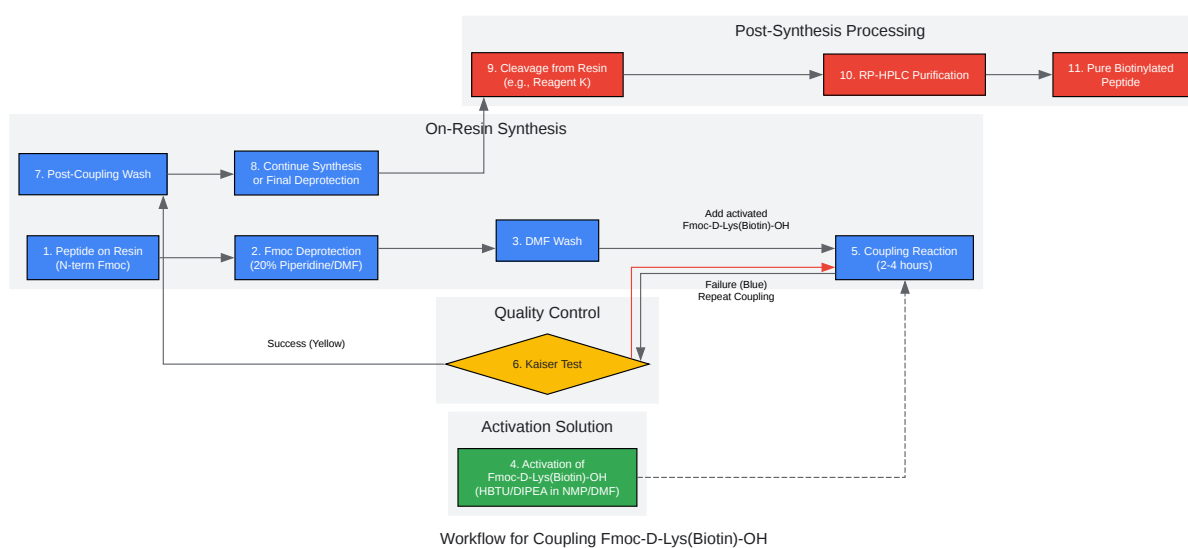 Post-Synthesis Processing
9. Cleavage from Resin
(e.g., Reagent K)
10. RP-HPLC Purification
11. Pure Biotinylated
Peptide
On-Resin Synthesis
7. Post-Coupling Wash
8. Continue Synthesis
or Final Deprotection
1. Peptide on Resin
(N-term Fmoc)
2. Fmoc Deprotection
(20% Piperidine/DMF)
3. DMF Wash
Add activated
Fmoc-D-Lys(Biotin)-OH
5. Coupling Reaction
(2-4 hours)
Failure (Blue)
Repeat Coupling
Quality Control
Success (Yellow)
6. Kaiser Test
Activation Solution
4. Activation of
Fmoc-D-Lys(Biotin)-OH
(HBTU/DIPEA in NMP/DMF)
Workflow for Coupling Fmoc-D-Lys(Biotin)-OH